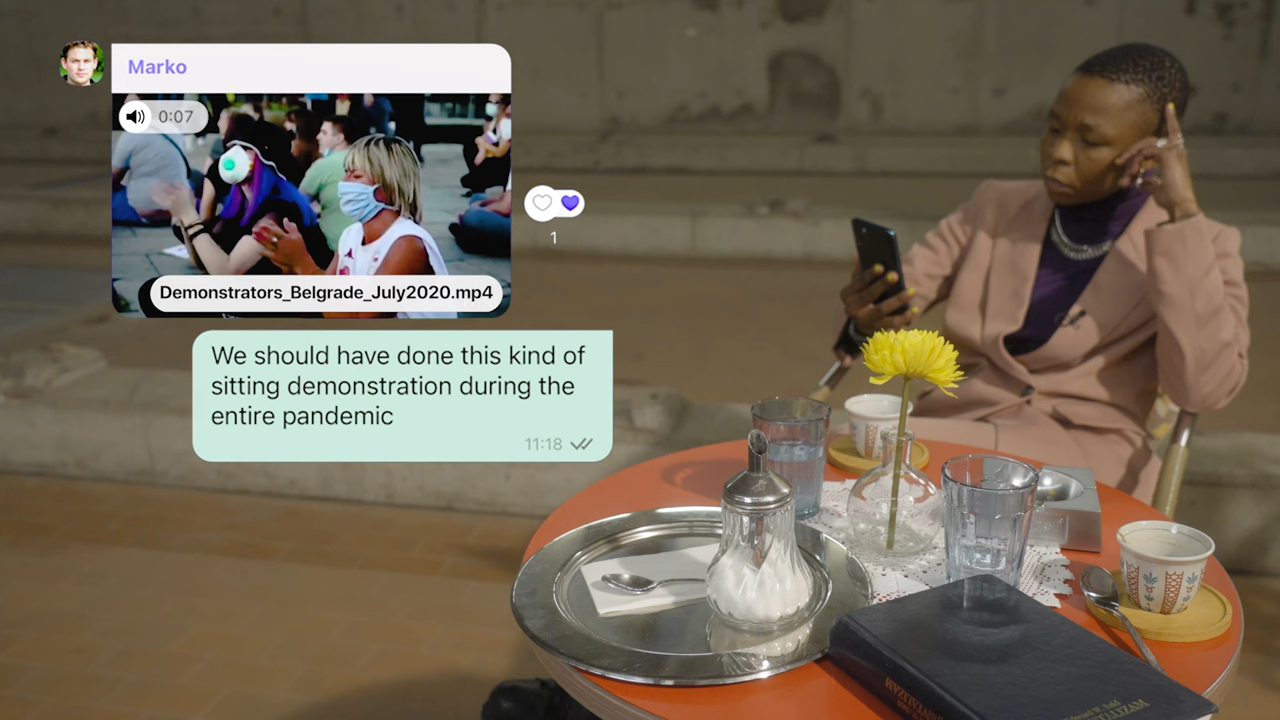 Marko
0:07
Demonstrators_Belgrade_July2020.mp4
1
We should have done this kind of
sitting demonstration during the
entire pandemic
11:18